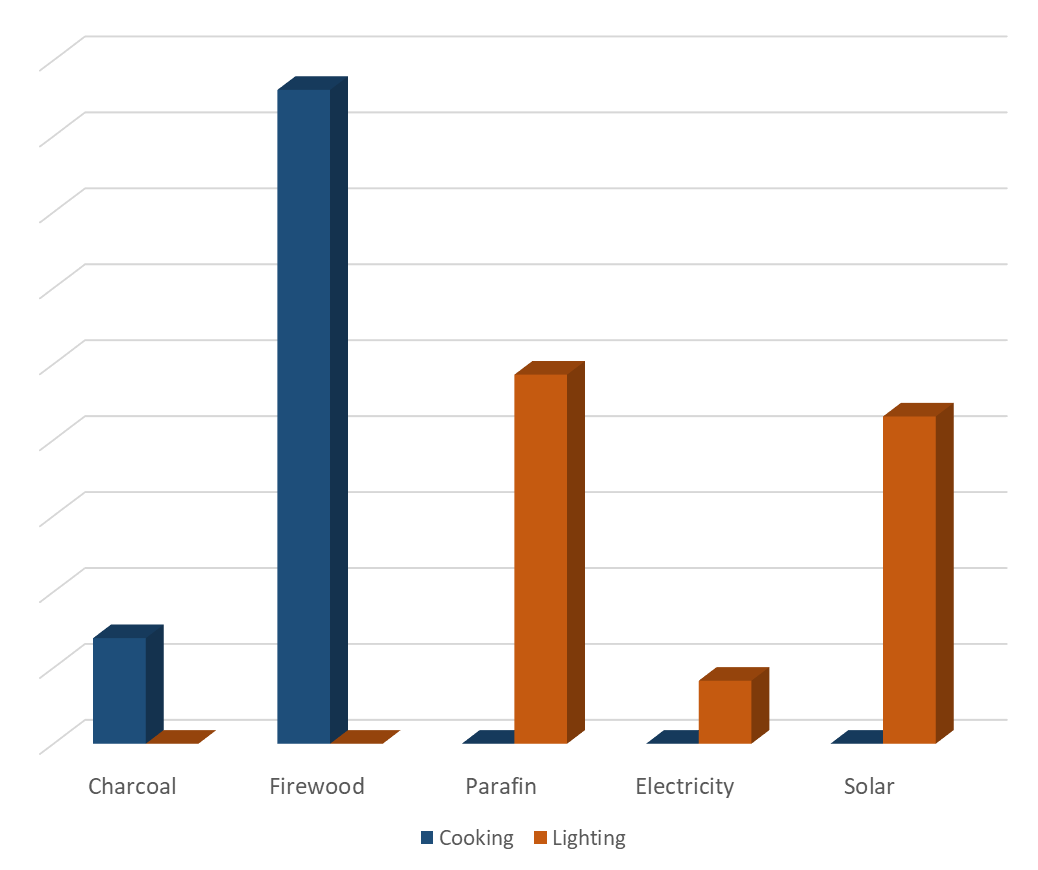 Charcoal Firewood Parafin Electricity Solar
Cooking Lighting